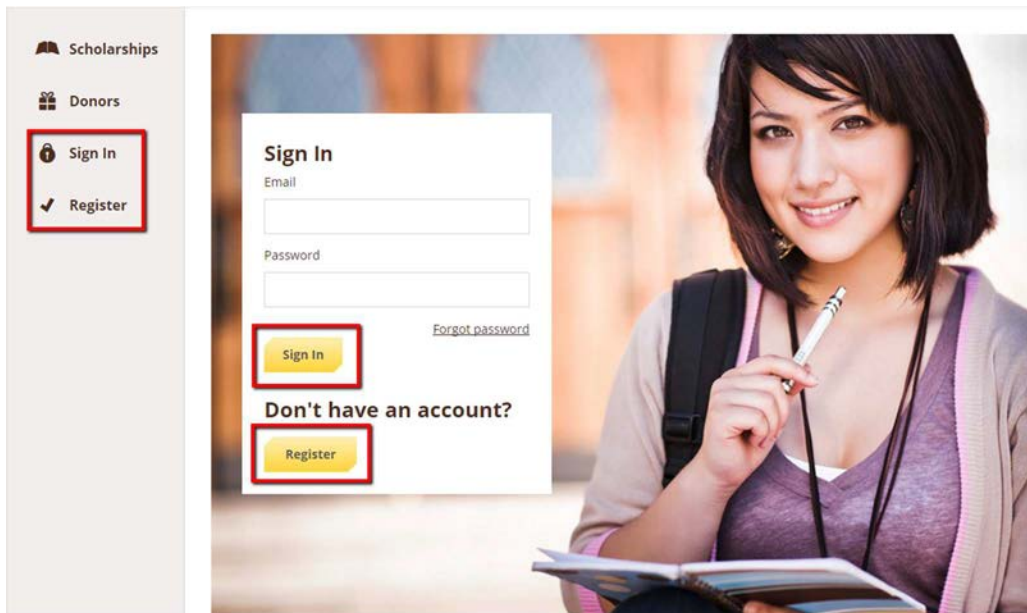 Scholarships
Donors
Sign In
Register
Sign In
Email
Password
Forgot password
Sign In
Don't have an account?
Register